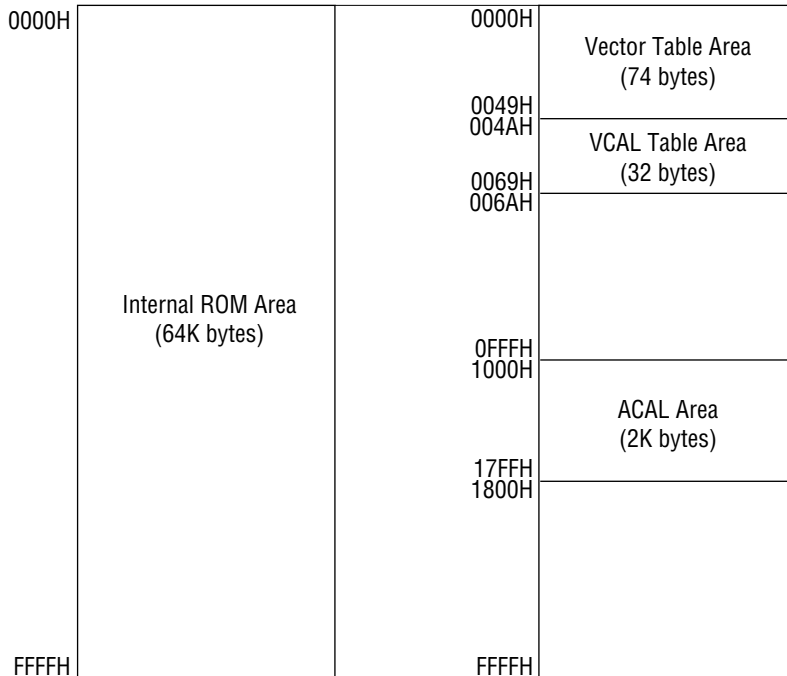 0000H
Internal ROM Area
(64K bytes)
FFFFH
0000H
Vector Table Area
(74 bytes)
0049H
004AH
VCAL Table Area
(32 bytes)
0069H
006AH
0FFFH
1000H
ACAL Area
(2K bytes)
17FFH
1800H
FFFFH